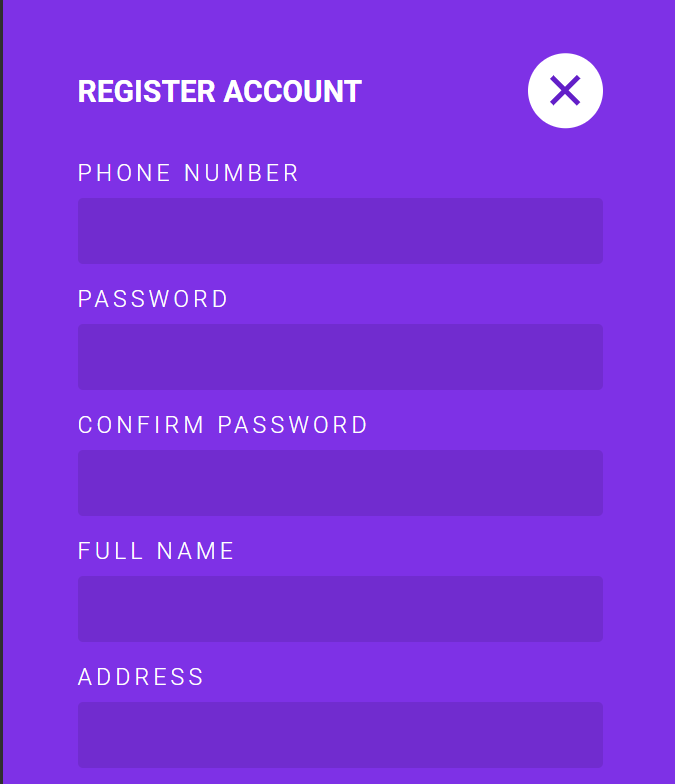 REGISTER ACCOUNT
PHONE NUMBER
PASSWORD
CONFIRM PASSWORD
FULL NAME
ADDRESS